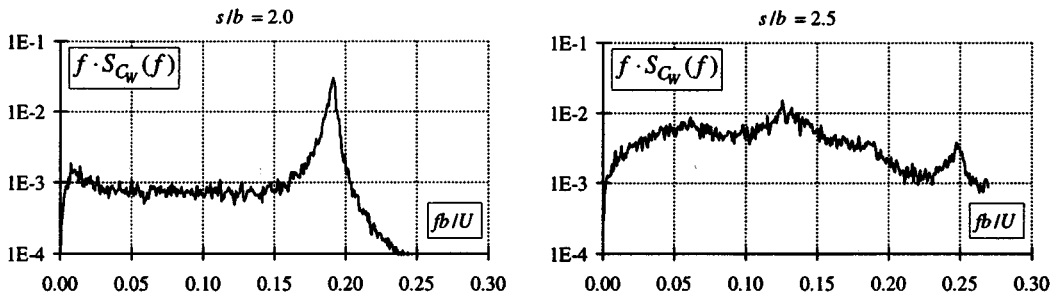 s/b = 2.0
1E-1
f · S_{C_W}(f)
1E-2
1E-3
fb/U
1E-4
0.00 0.05 0.10 0.15 0.20 0.25 0.30
s/b = 2.5
1E-1
f · S_{C_W}(f)
1E-2
1E-3
fb/U
1E-4
0.00 0.05 0.10 0.15 0.20 0.25 0.30